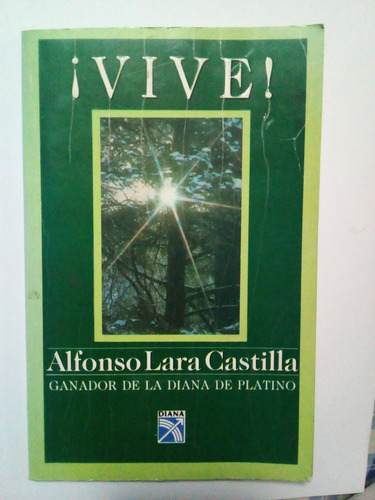 ¡VIVE!
Alfonso Lara Castilla
GANADOR DE LA DIANA DE PLATINO
DIANA